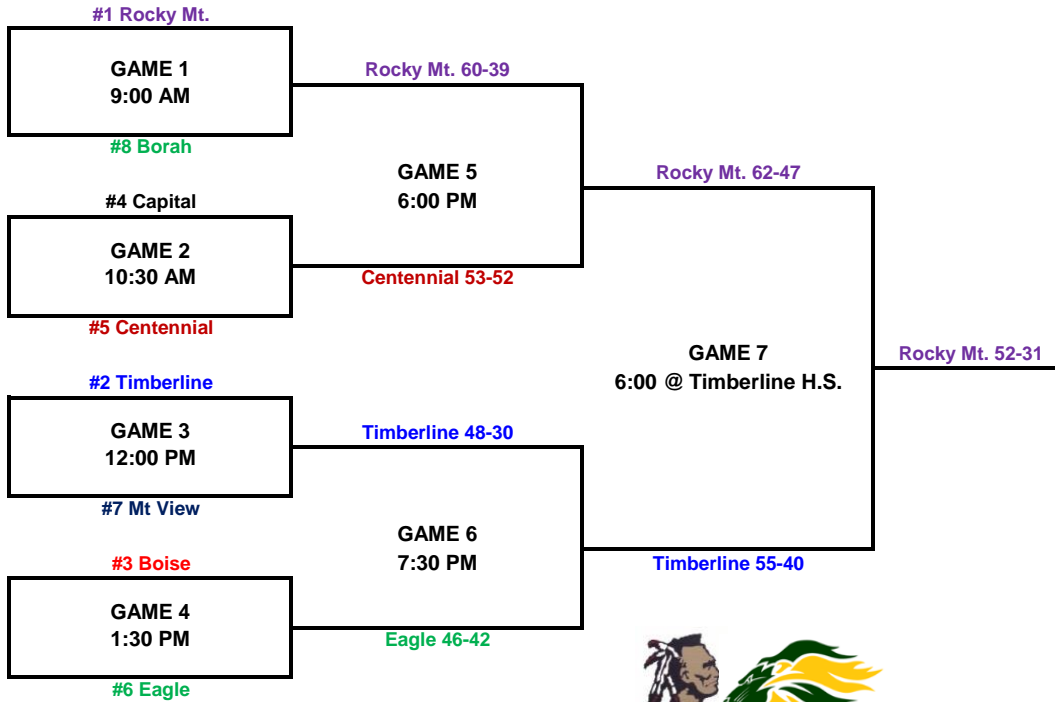 #1 Rocky Mt.
GAME 1
9:00 AM
#8 Borah
#4 Capital
GAME 2
10:30 AM
#5 Centennial
#2 Timberline
GAME 3
12:00 PM
#7 Mt View
#3 Boise
GAME 4
1:30 PM
#6 Eagle
Rocky Mt. 60-39
GAME 5
6:00 PM
Centennial 53-52
Timberline 48-30
GAME 6
7:30 PM
Eagle 46-42
Rocky Mt. 62-47
GAME 7
6:00 @ Timberline H.S.
Timberline 55-40
Rocky Mt. 52-31